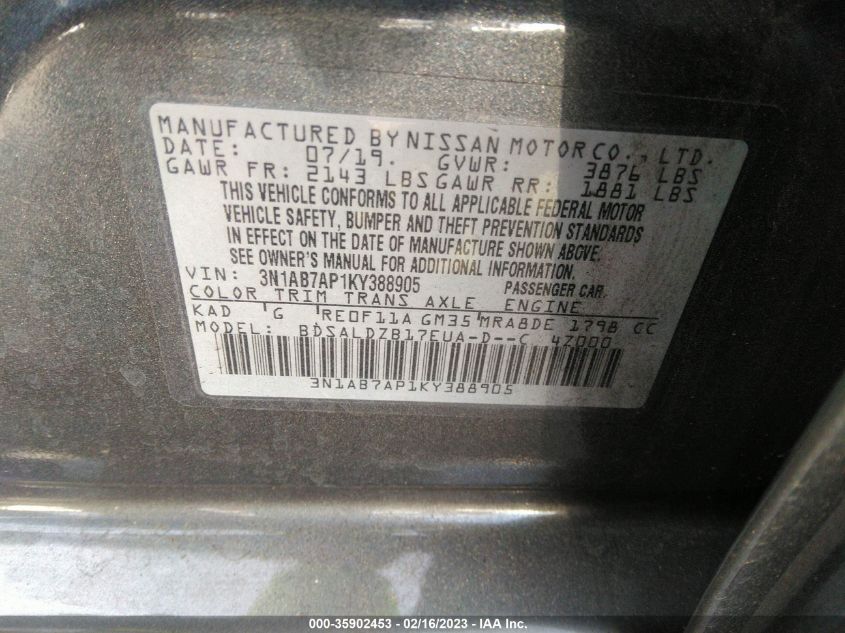 MANUFACTURED BY NISSAN MOTOR CO., LTD.
DATE: 07/19. GVWR: 3876 LBS
GAWR FR: 2143 LBS GAWR RR: 1881 LBS
THIS VEHICLE CONFORMS TO ALL APPLICABLE FEDERAL MOTOR
VEHICLE SAFETY, BUMPER AND THEFT PREVENTION STANDARDS
IN EFFECT ON THE DATE OF MANUFACTURE SHOWN ABOVE.
SEE OWNER'S MANUAL FOR ADDITIONAL INFORMATION.
VIN: 3N1AB7AP1KY388905 PASSENGER CAR
COLOR TRIM TRANS AXLE ENGINE
KAD G RE0F11A GM35 MRA8DE 1798 CC
MODEL: BDSALDZB17EUA-D--C 4Z000
3N1AB7AP1KY388905
000-35902453 - 02/16/2023 - IAA Inc.